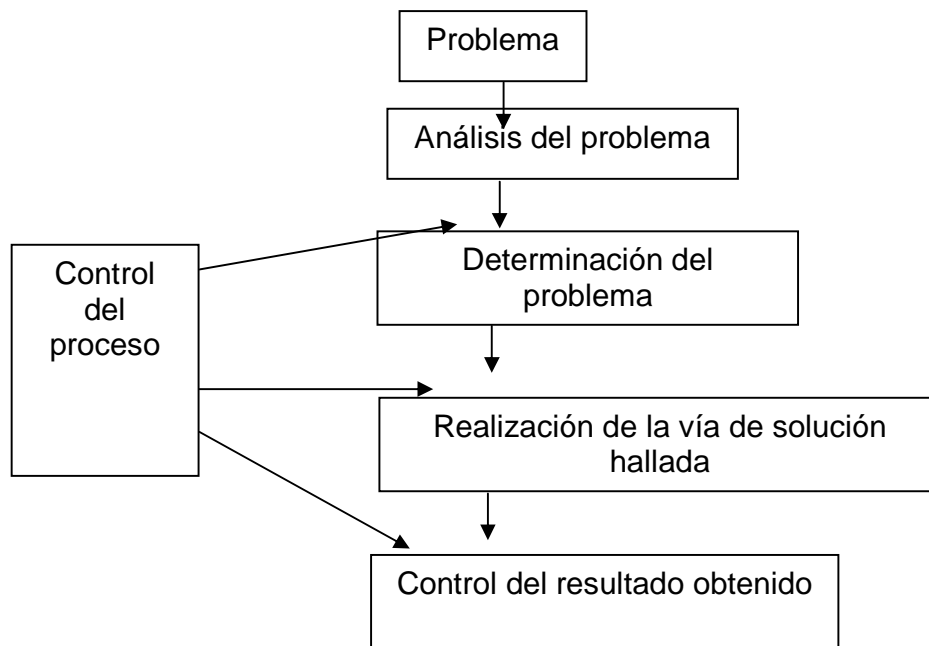 Problema
Análisis del problema
Determinación del
problema
Control
del
proceso
Realización de la vía de solución
hallada
Control del resultado obtenido